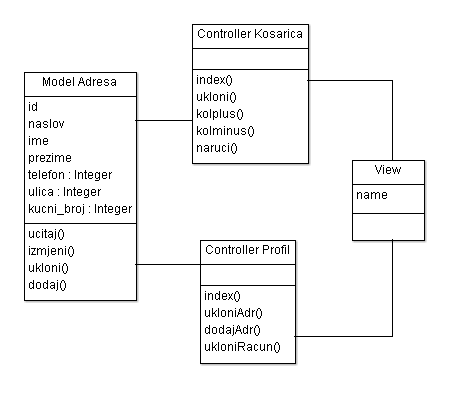 Controller Kosarica
index()
ukloni()
kolplus()
kolminus()
naruci()
Model Adresa
id
naslov
ime
prezime
telefon : Integer
ulica : Integer
kucni_broj : Integer
ucitaj()
izmjeni()
ukloni()
dodaj()
View
name
Controller Profil
index()
ukloniAdr()
dodajAdr()
ukloniRacun()